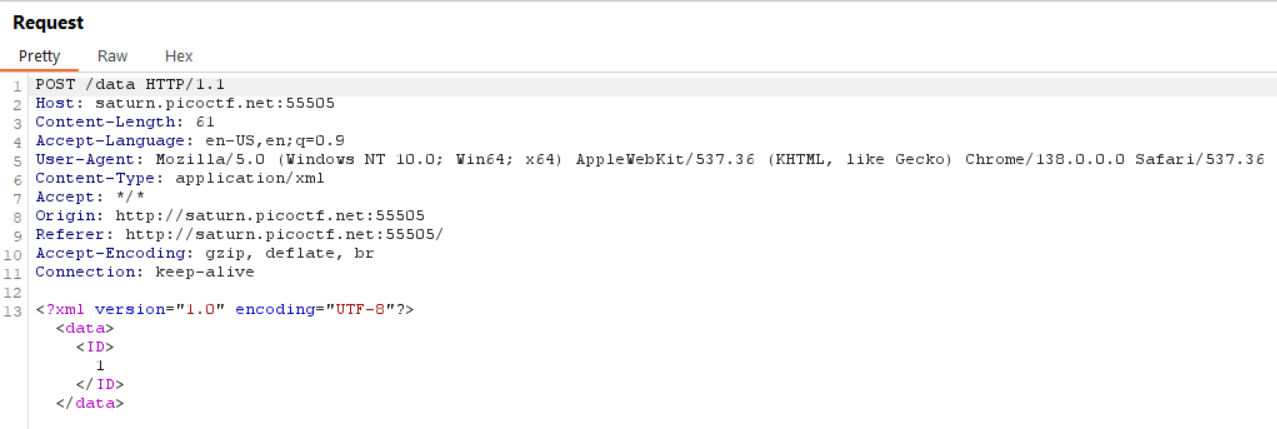 Request
Pretty Raw Hex
1 POST /data HTTP/1.1
2 Host: saturn.picoctf.net:55505
3 Content-Length: 61
4 Accept-Language: en-US,en;q=0.9
5 User-Agent: Mozilla/5.0 (Windows NT 10.0; Win64; x64) AppleWebKit/537.36 (KHTML, like Gecko) Chrome/138.0.0.0 Safari/537.36
6 Content-Type: application/xml
7 Accept: */*
8 Origin: http://saturn.picoctf.net:55505
9 Referer: http://saturn.picoctf.net:55505/
10 Accept-Encoding: gzip, deflate, br
11 Connection: keep-alive
12
13 <?xml version="1.0" encoding="UTF-8"?>
<data>
<ID>
1
</ID>
</data>